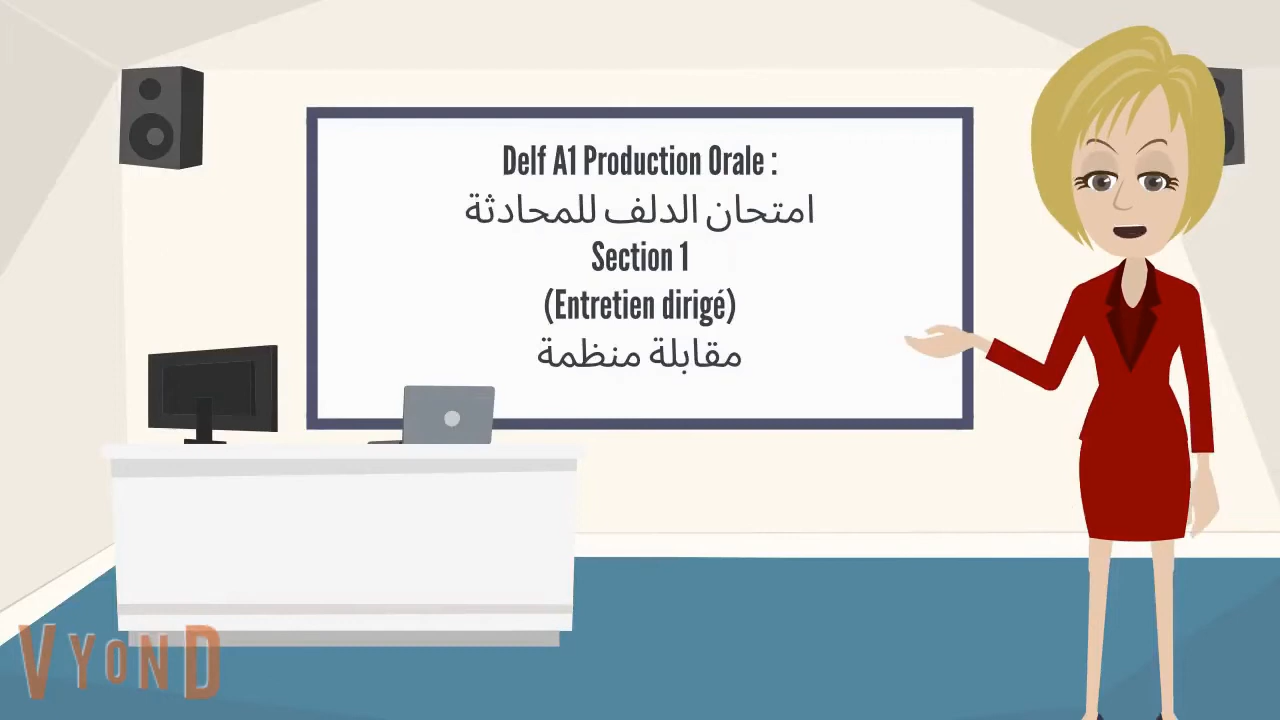 Delf A1 Production Orale :
امتحان الدلف للمحادثة
Section 1
(Entretien dirigé)
مقابلة منظمة
VYOND